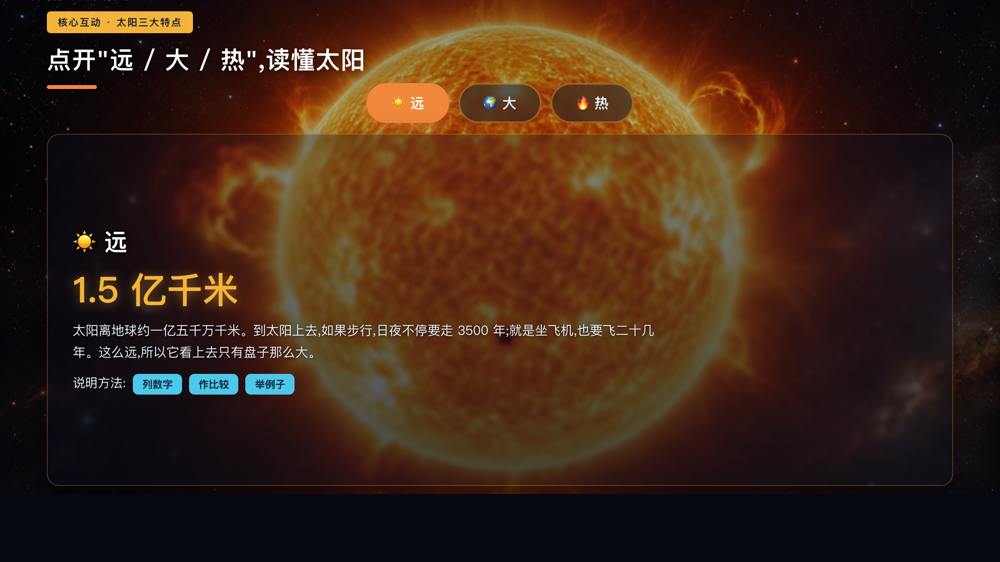 核心互动 · 太阳三大特点
点开"远 / 大 / 热",读懂太阳
☀️ 远
🌍 大
🔥 热
☀️ 远
1.5 亿千米
太阳离地球约一亿五千万千米。到太阳上去,如果步行,日夜不停要走 3500 年;就是坐飞机,也要飞二十几
年。这么远,所以它看上去只有盘子那么大。
说明方法: 列数字 作比较 举例子